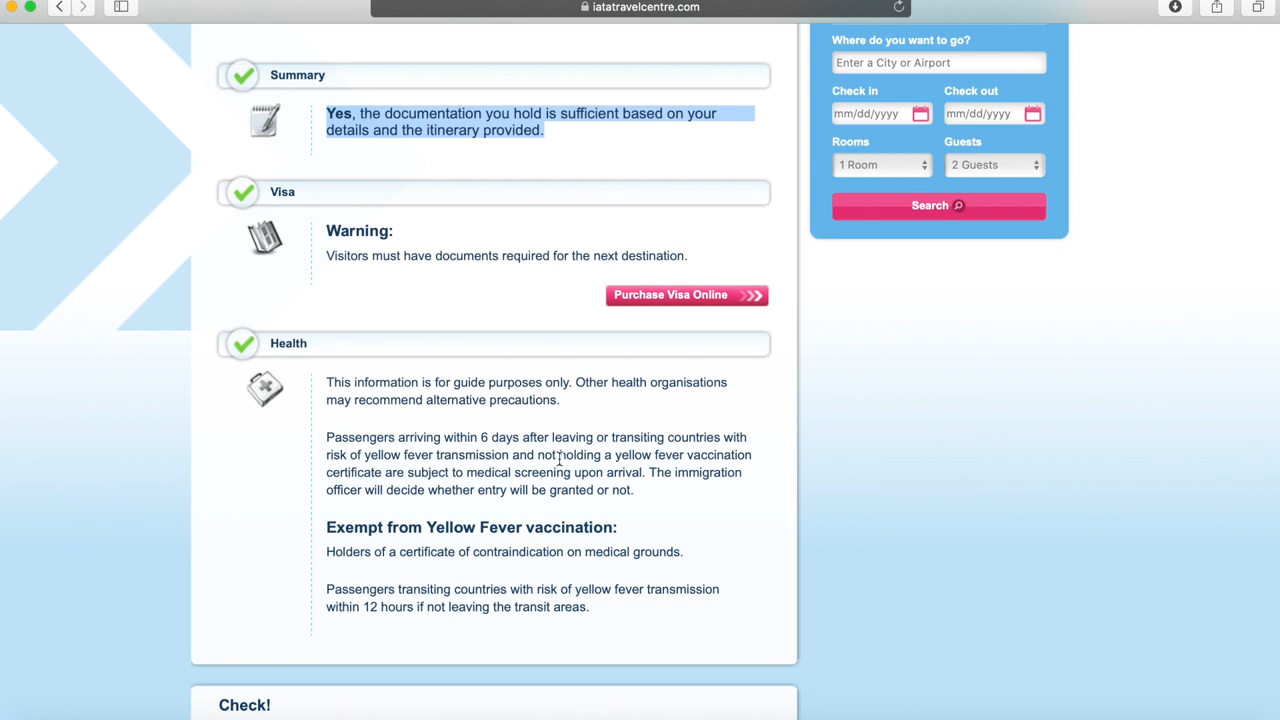 iatatravelcentre.com
Summary
Yes, the documentation you hold is sufficient based on your
details and the itinerary provided.
Visa
Warning:
Visitors must have documents required for the next destination.
Purchase Visa Online
Health
This information is for guide purposes only. Other health organisations
may recommend alternative precautions.
Passengers arriving within 6 days after leaving or transiting countries with
risk of yellow fever transmission and not holding a yellow fever vaccination
certificate are subject to medical screening upon arrival. The immigration
officer will decide whether entry will be granted or not.
Exempt from Yellow Fever vaccination:
Holders of a certificate of contraindication on medical grounds.
Passengers transiting countries with risk of yellow fever transmission
within 12 hours if not leaving the transit areas.
Check!
Where do you want to go?
Enter a City or Airport
Check in Check out
mm/dd/yyyy mm/dd/yyyy
Rooms Guests
1 Room 2 Guests
Search